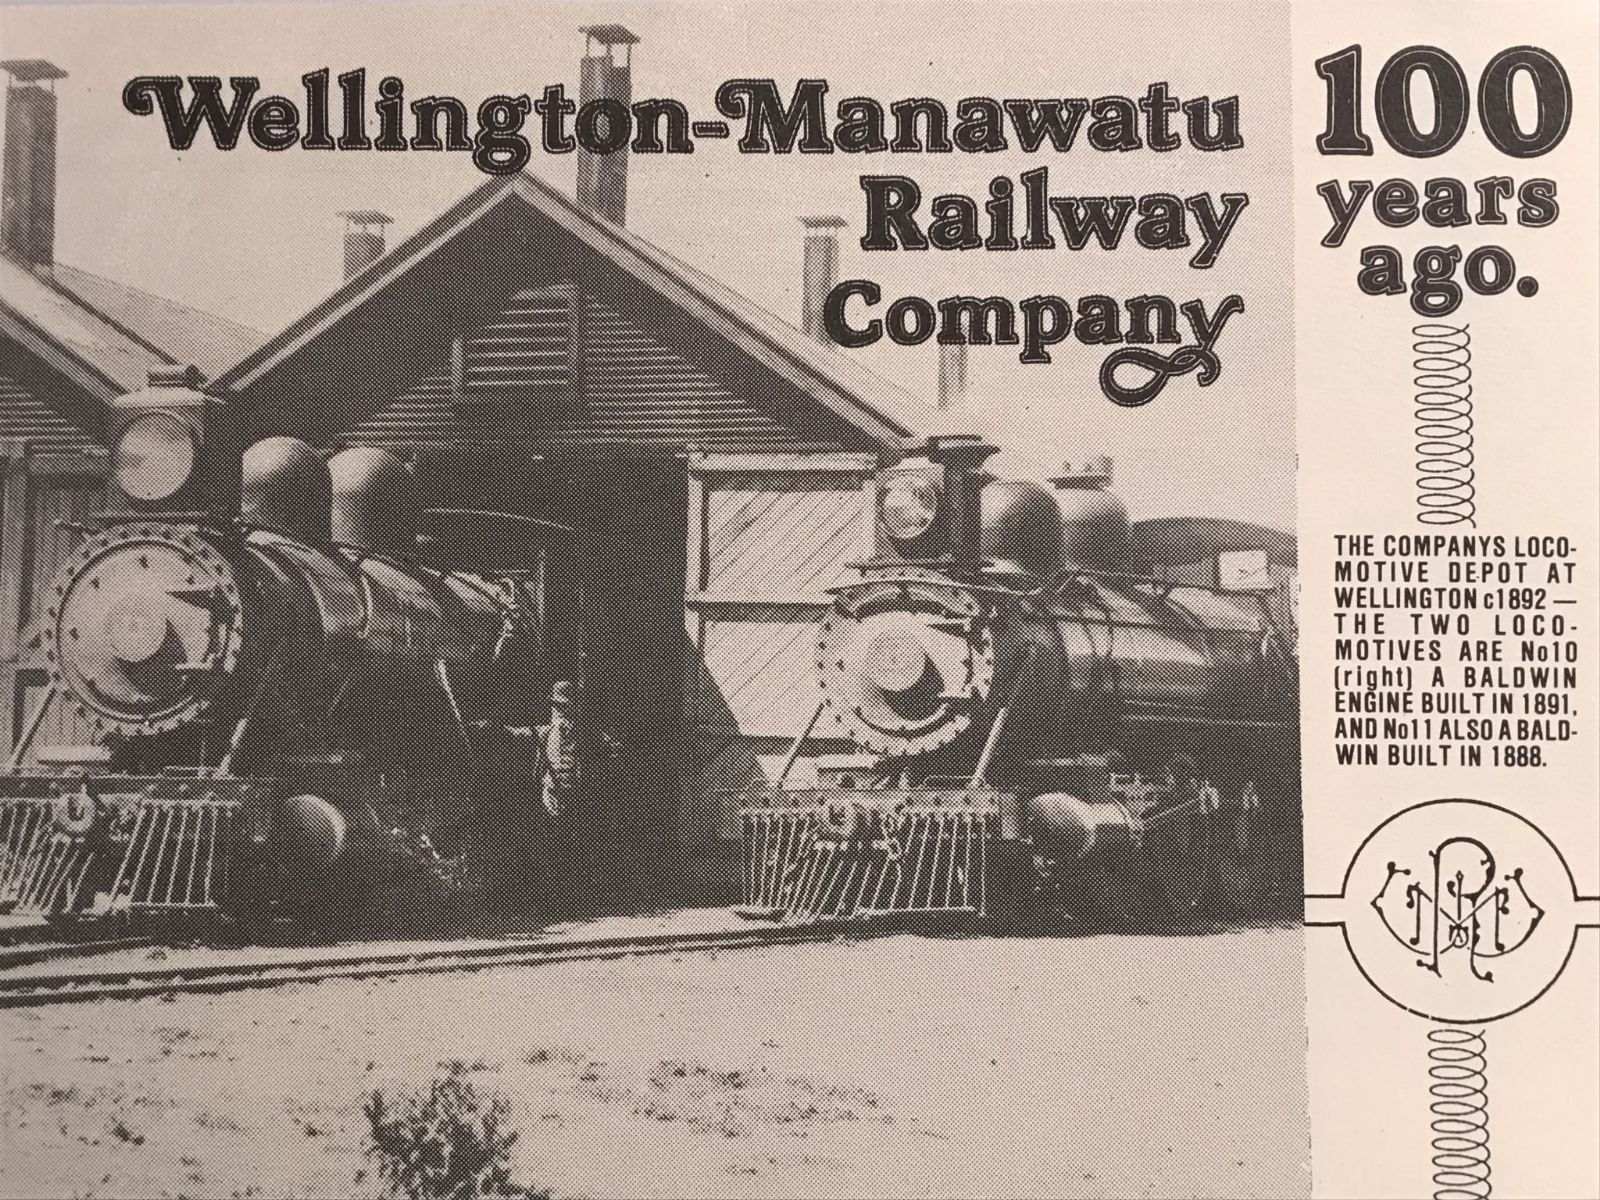 Wellington-Manawatu
Railway
Company
100
years
ago.
THE COMPANYS LOCO-
MOTIVE DEPOT AT
WELLINGTON c1892 —
THE TWO LOCO-
MOTIVES ARE No10
(right) A BALDWIN
ENGINE BUILT IN 1891,
AND No11 ALSO A BALD-
WIN BUILT IN 1888.